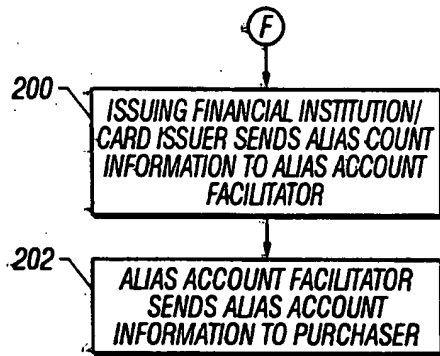 F
200
ISSUING FINANCIAL INSTITUTION/
CARD ISSUER SENDS ALIAS COUNT
INFORMATION TO ALIAS ACCOUNT
FACILITATOR
202
ALIAS ACCOUNT FACILITATOR
SENDS ALIAS ACCOUNT
INFORMATION TO PURCHASER